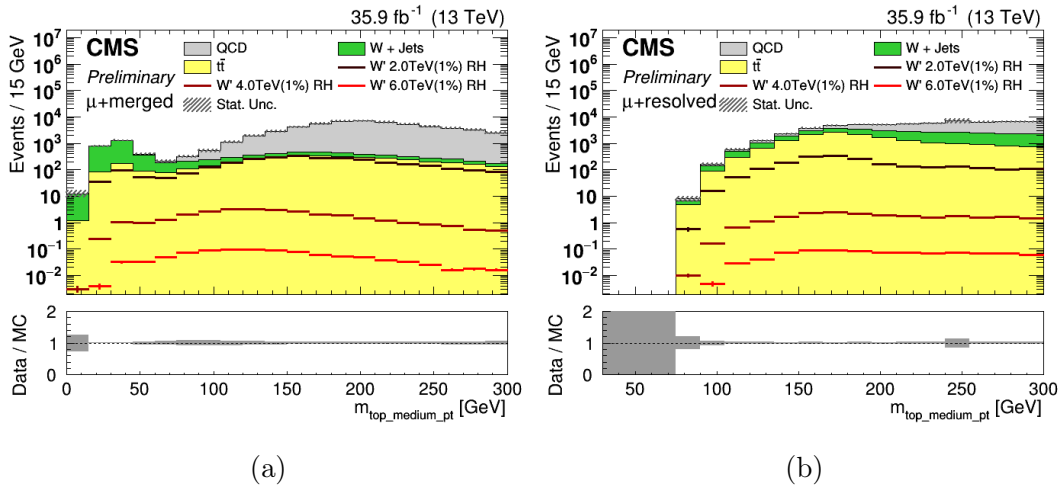 35.9 fb⁻¹ (13 TeV)
CMS
Preliminary
μ+merged
QCD
W + Jets
tt̄
W' 2.0TeV(1%) RH
W' 4.0TeV(1%) RH
W' 6.0TeV(1%) RH
Stat. Unc.
Events / 15 GeV
10⁷
10⁶
10⁵
10⁴
10³
10²
10
1
10⁻¹
10⁻²
Data / MC
2
1
0
0 50 100 150 200 250 300
m_top_medium_pt [GeV]
(a)
35.9 fb⁻¹ (13 TeV)
CMS
Preliminary
μ+resolved
QCD
W + Jets
tt̄
W' 2.0TeV(1%) RH
W' 4.0TeV(1%) RH
W' 6.0TeV(1%) RH
Stat. Unc.
Events / 15 GeV
10⁷
10⁶
10⁵
10⁴
10³
10²
10
1
10⁻¹
10⁻²
Data / MC
2
1
0
50 100 150 200 250 300
m_top_medium_pt [GeV]
(b)